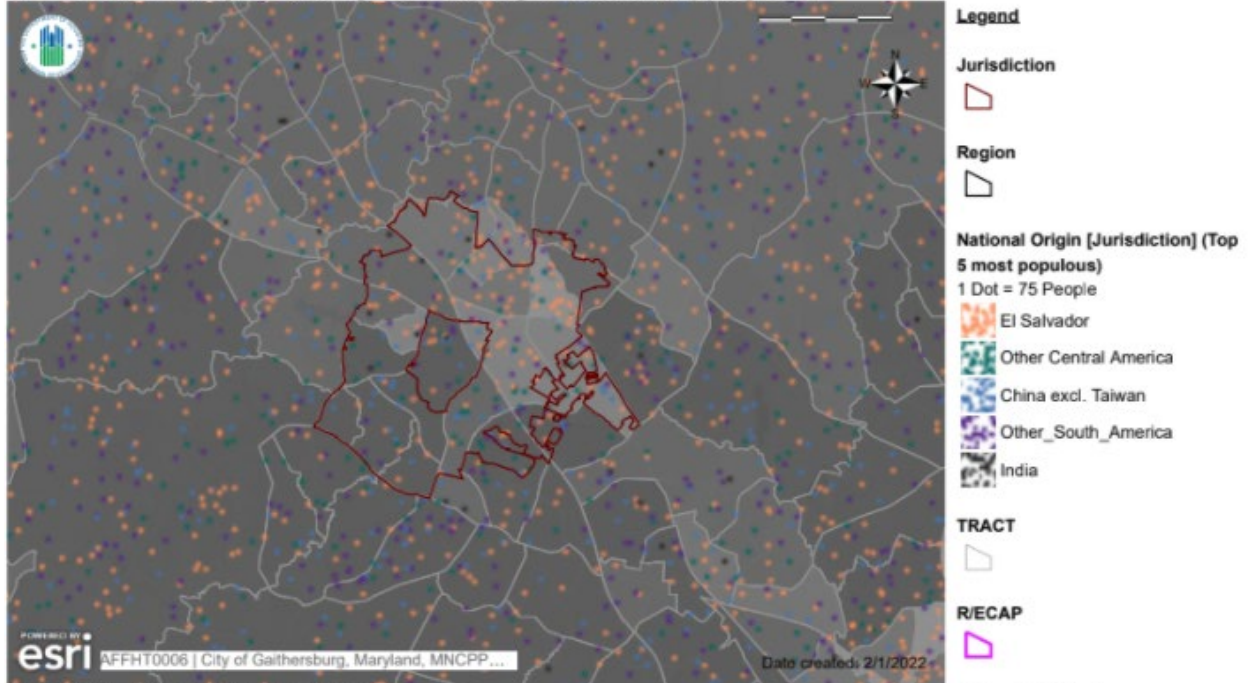 Legend
Jurisdiction
Region
National Origin [Jurisdiction] (Top
5 most populous)
1 Dot = 75 People
El Salvador
Other Central America
China excl. Taiwan
Other_South_America
India
TRACT
R/ECAP
N
W
E
S
POWERED BY
esri
AFFHT0006 | City of Gaithersburg, Maryland, MNCPP...
Date created: 2/1/2022